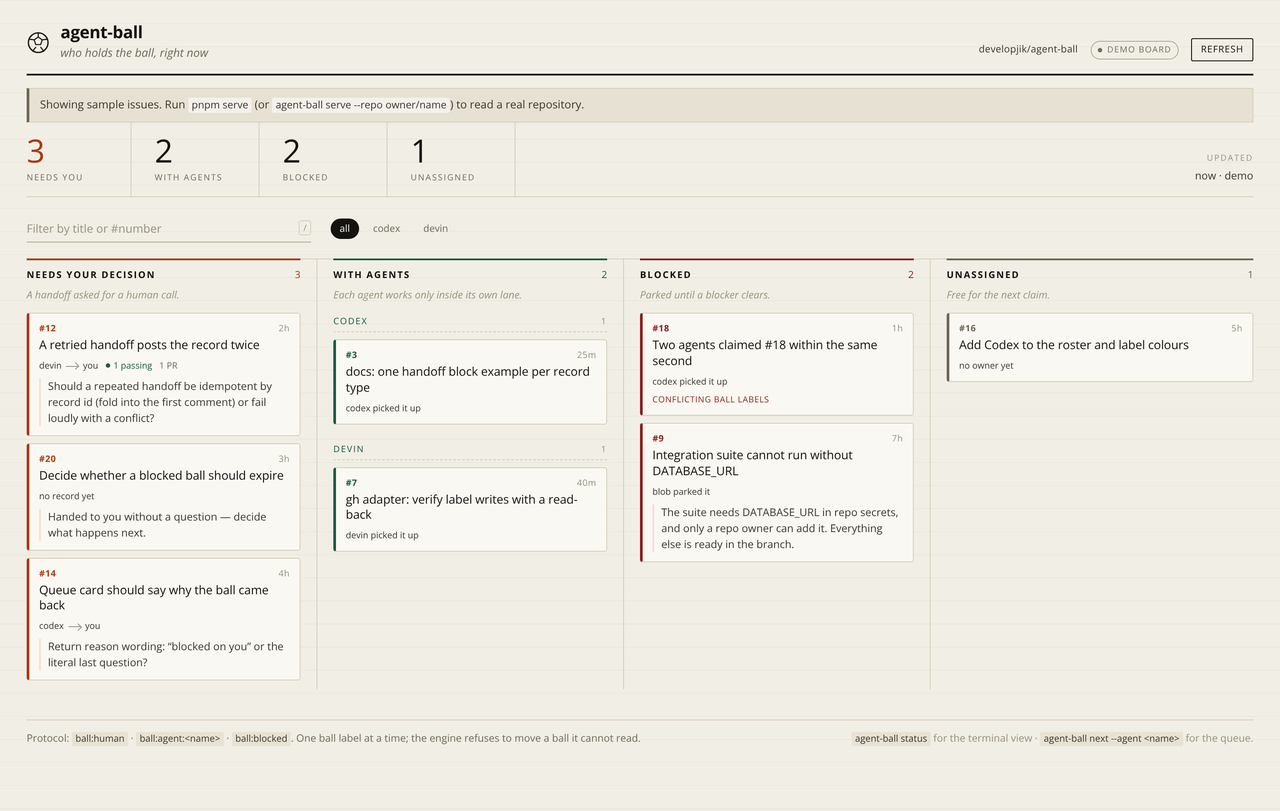 agent-ball
who holds the ball, right now
developjik/agent-ball
DEMO BOARD
REFRESH
Showing sample issues. Run pnpm serve (or agent-ball serve --repo owner/name ) to read a real repository.
3
NEEDS YOU
2
WITH AGENTS
2
BLOCKED
1
UNASSIGNED
UPDATED
now · demo
Filter by title or #number
/
all
codex
devin
NEEDS YOUR DECISION 3
A handoff asked for a human call.
#12 2h
A retried handoff posts the record twice
devin → you ● 1 passing 1 PR
Should a repeated handoff be idempotent by
record id (fold into the first comment) or fail
loudly with a conflict?
#20 3h
Decide whether a blocked ball should expire
no record yet
Handed to you without a question — decide
what happens next.
#14 4h
Queue card should say why the ball came
back
codex → you
Return reason wording: “blocked on you” or the
literal last question?
WITH AGENTS 2
Each agent works only inside its own lane.
CODEX 1
#3 25m
docs: one handoff block example per record
type
codex picked it up
DEVIN 1
#7 40m
gh adapter: verify label writes with a read-
back
devin picked it up
BLOCKED 2
Parked until a blocker clears.
#18 1h
Two agents claimed #18 within the same
second
codex picked it up
CONFLICTING BALL LABELS
#9 7h
Integration suite cannot run without
DATABASE_URL
blob parked it
The suite needs DATABASE_URL in repo secrets,
and only a repo owner can add it. Everything
else is ready in the branch.
UNASSIGNED 1
Free for the next claim.
#16 5h
Add Codex to the roster and label colours
no owner yet
Protocol: ball:human · ball:agent:<name> · ball:blocked . One ball label at a time; the engine refuses to move a ball it cannot read.
agent-ball status for the terminal view · agent-ball next --agent <name> for the queue.